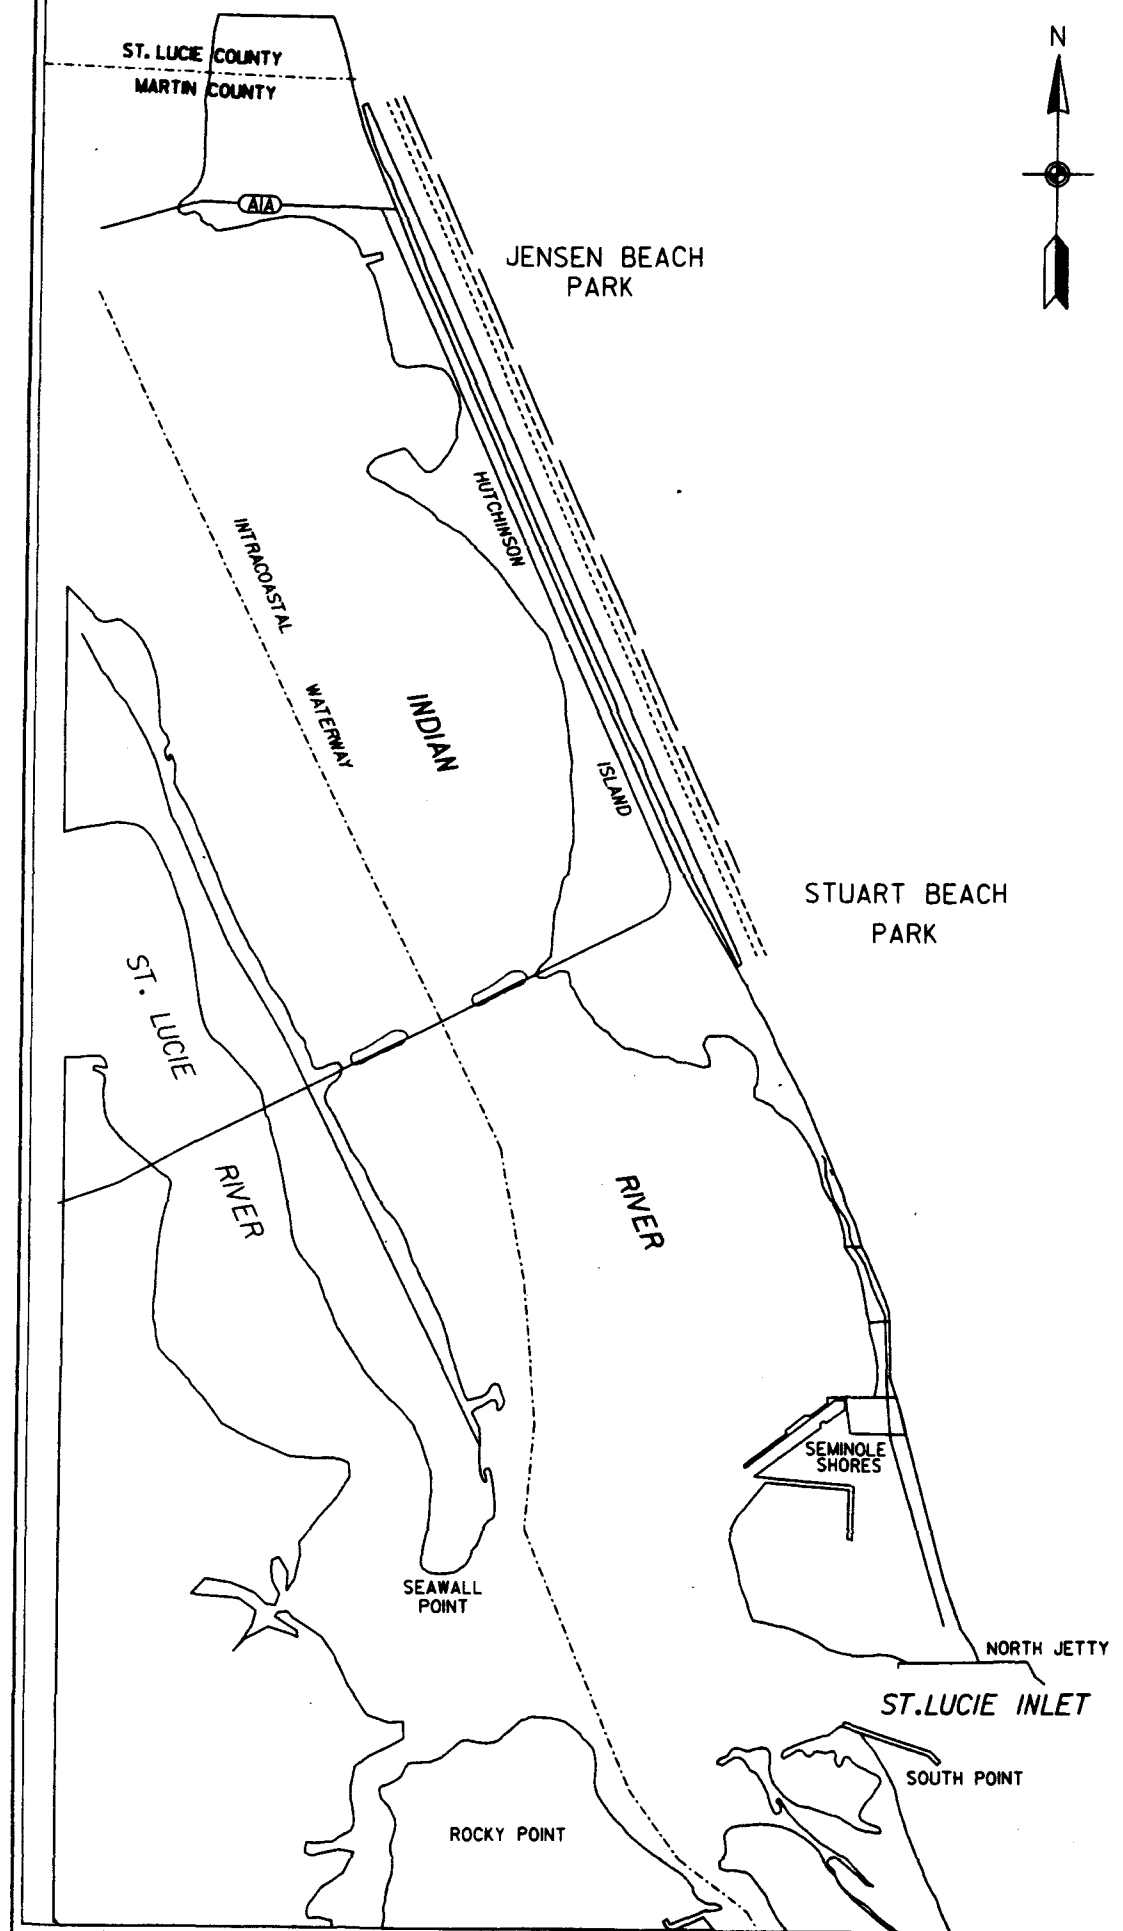 N
ST. LUCIE COUNTY
MARTIN COUNTY
A1A
JENSEN BEACH
PARK
HUTCHINSON
ISLAND
INTRACOASTAL
WATERWAY
INDIAN
RIVER
STUART BEACH
PARK
ST. LUCIE
RIVER
SEMINOLE
SHORES
SEAWALL
POINT
NORTH JETTY
ST.LUCIE INLET
SOUTH POINT
ROCKY POINT